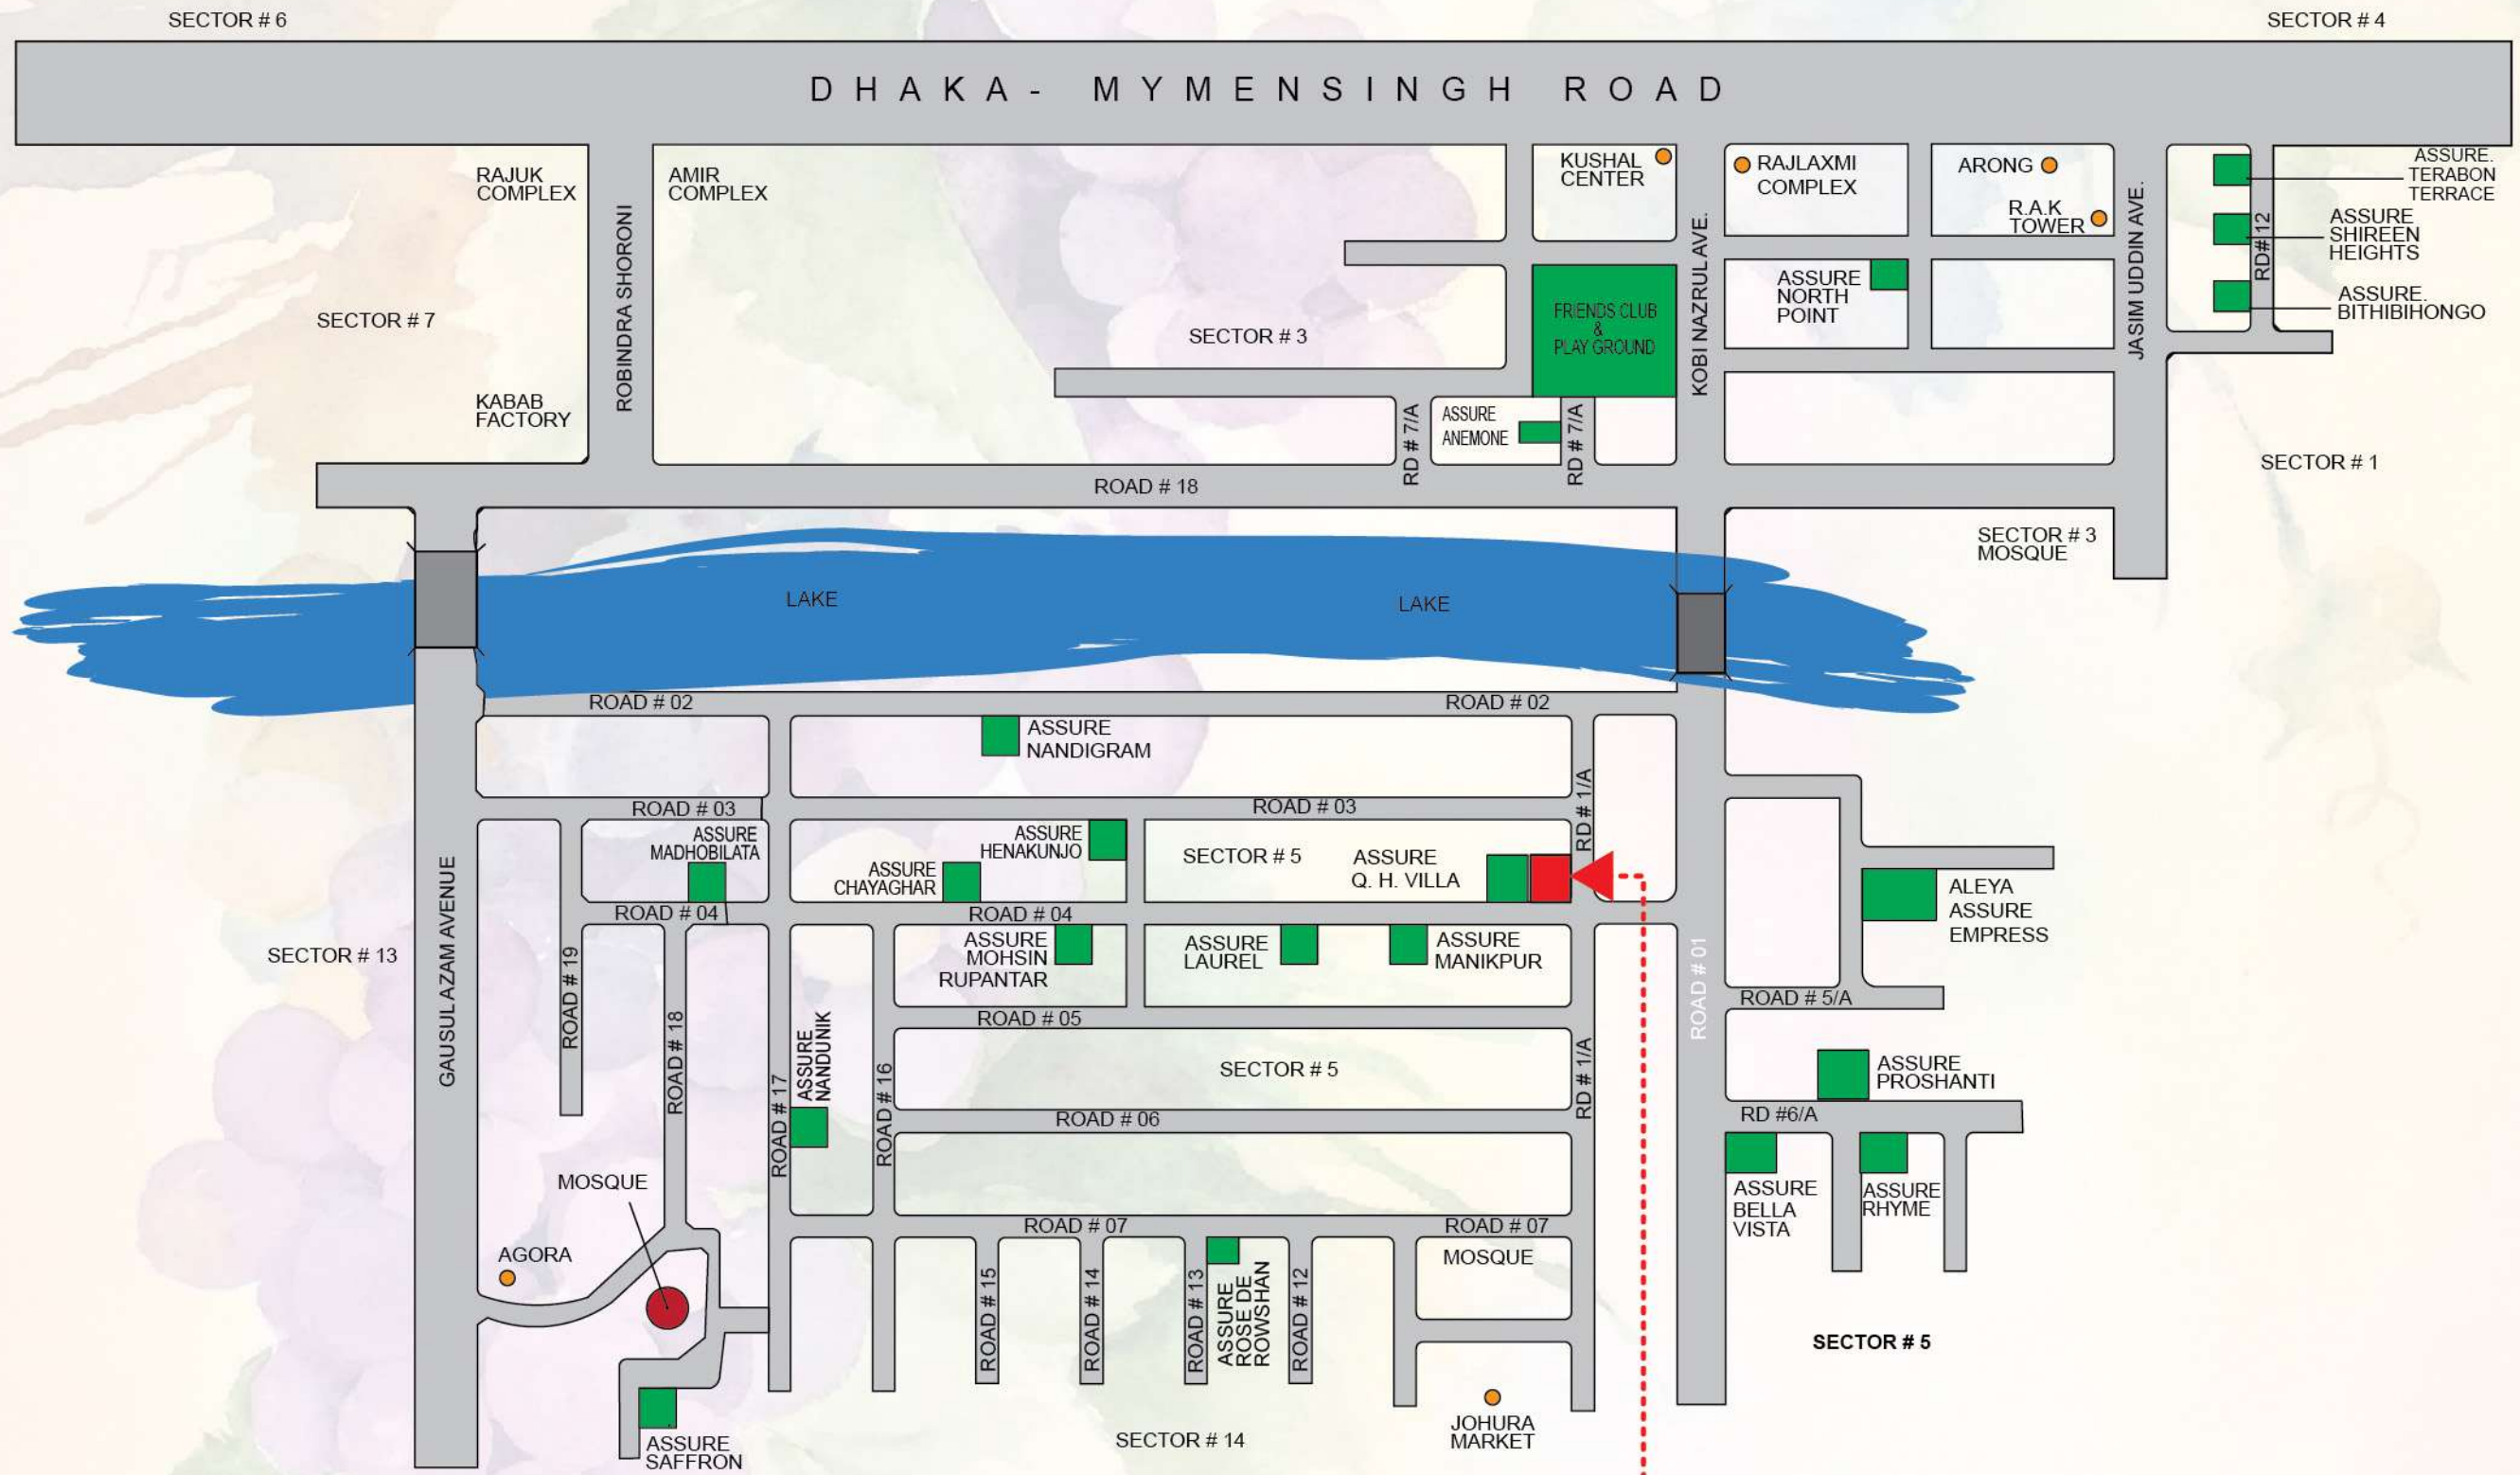 SECTOR # 6
SECTOR # 4
DHAKA- MYMENSINGH ROAD
RAJUK
COMPLEX
AMIR
COMPLEX
KUSHAL
CENTER
RAJLAXMI
COMPLEX
ARONG
R.A.K
TOWER
ASSURE.
TERABON
TERRACE
ASSURE
SHIREEN
HEIGHTS
ASSURE.
BITHIBIHONGO
RD# 12
JASIM UDDIN AVE.
KOBI NAZRUL AVE.
ROBINDRA SHORONI
SECTOR # 7
SECTOR # 3
FRIENDS CLUB
&
PLAY GROUND
ASSURE
NORTH
POINT
KABAB
FACTORY
RD # 7/A
ASSURE
ANEMONE
RD # 7/A
SECTOR # 1
ROAD # 18
SECTOR # 3
MOSQUE
LAKE
LAKE
ROAD # 02
ROAD # 02
ASSURE
NANDIGRAM
RD # 1/A
ROAD # 03
ROAD # 03
ASSURE
MADHOBILATA
ASSURE
HENAKUNJO
ASSURE
CHAYAGHAR
SECTOR # 5
ASSURE
Q. H. VILLA
ALEYA
ASSURE
EMPRESS
GAUSUL AZAM AVENUE
SECTOR # 13
ROAD # 04
ROAD # 04
ASSURE
MOHSIN
RUPANTAR
ASSURE
LAUREL
ASSURE
MANIKPUR
ROAD # 01
ROAD # 5/A
ROAD # 19
ROAD # 18
ROAD # 17
ASSURE
NANDUNIK
ROAD # 16
ROAD # 05
SECTOR # 5
RD # 1/A
ASSURE
PROSHANTI
ROAD # 06
RD #6/A
MOSQUE
ASSURE
BELLA
VISTA
ASSURE
RHYME
ROAD # 07
ROAD # 07
MOSQUE
AGORA
ROAD # 15
ROAD # 14
ROAD # 13
ASSURE
ROSE DE
ROWSHAN
ROAD # 12
SECTOR # 5
JOHURA
MARKET
SECTOR # 14
ASSURE
SAFFRON